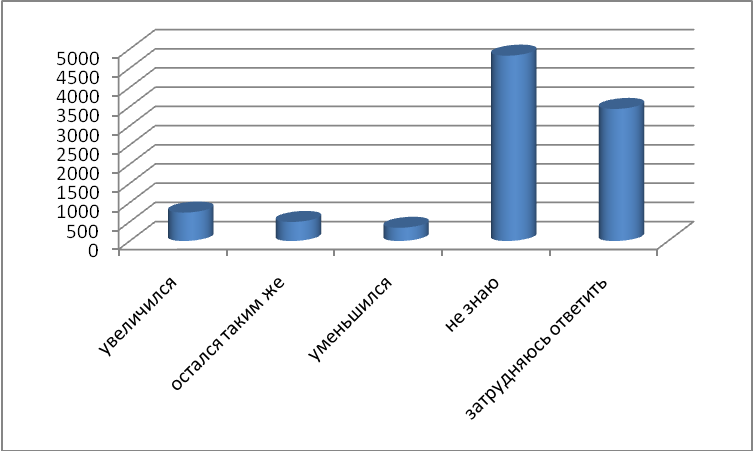 5000
4500
4000
3500
3000
2500
2000
1500
1000
500
0
увеличился
остался таким же
уменьшился
не знаю
затрудняюсь ответить